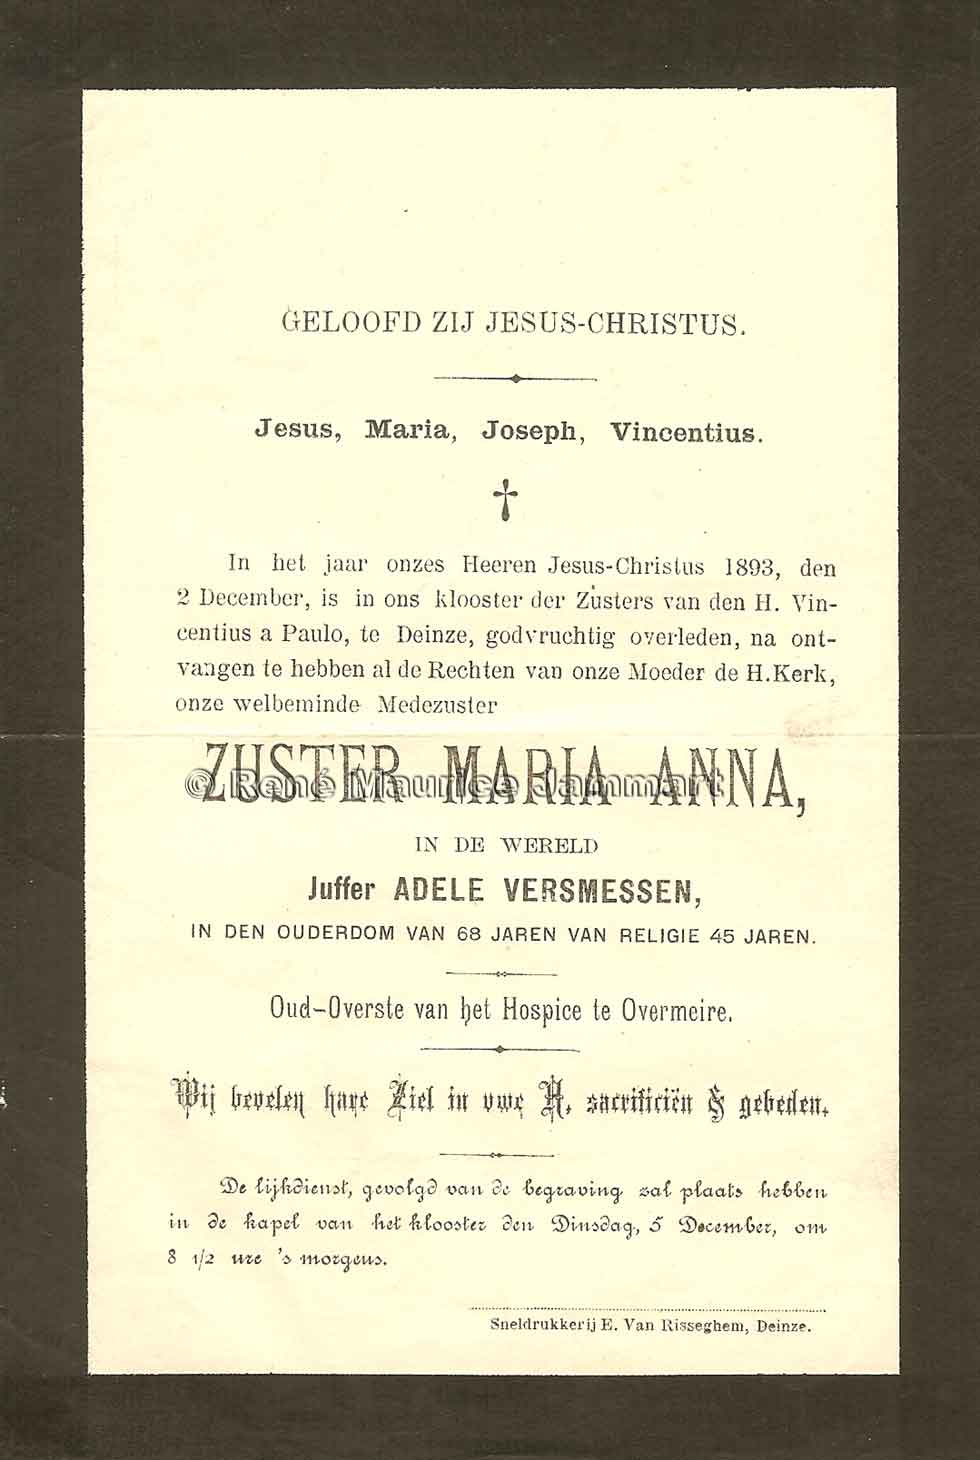 GELOOFD ZIJ JESUS-CHRISTUS.
Jesus, Maria, Joseph, Vincentius.
In het jaar onzes Heeren Jesus-Christus 1893, den
2 December, is in ons klooster der Zusters van den H. Vin-
centius a Paulo, te Deinze, godvruchtig overleden, na ont-
vangen te hebben al de Rechten van onze Moeder de H. Kerk,
onze welbeminde Medezuster
ZUSTER MARIA ANNA,
© René Maurice Jammart
IN DE WERELD
Juffer ADELE VERSMESSEN,
IN DEN OUDERDOM VAN 68 JAREN VAN RELIGIE 45 JAREN.
Oud-Overste van het Hospice te Overmeire.
Wij bevelen hare Ziel in uwe H. sacrificiën & gebeden.
De lijkdienst, gevolgd van de begraving zal plaats hebben
in de kapel van het klooster den Dinsdag, 5 December, om
8 1/2 ure 's morgens.
Sneldrukkerij E. Van Risseghem, Deinze.